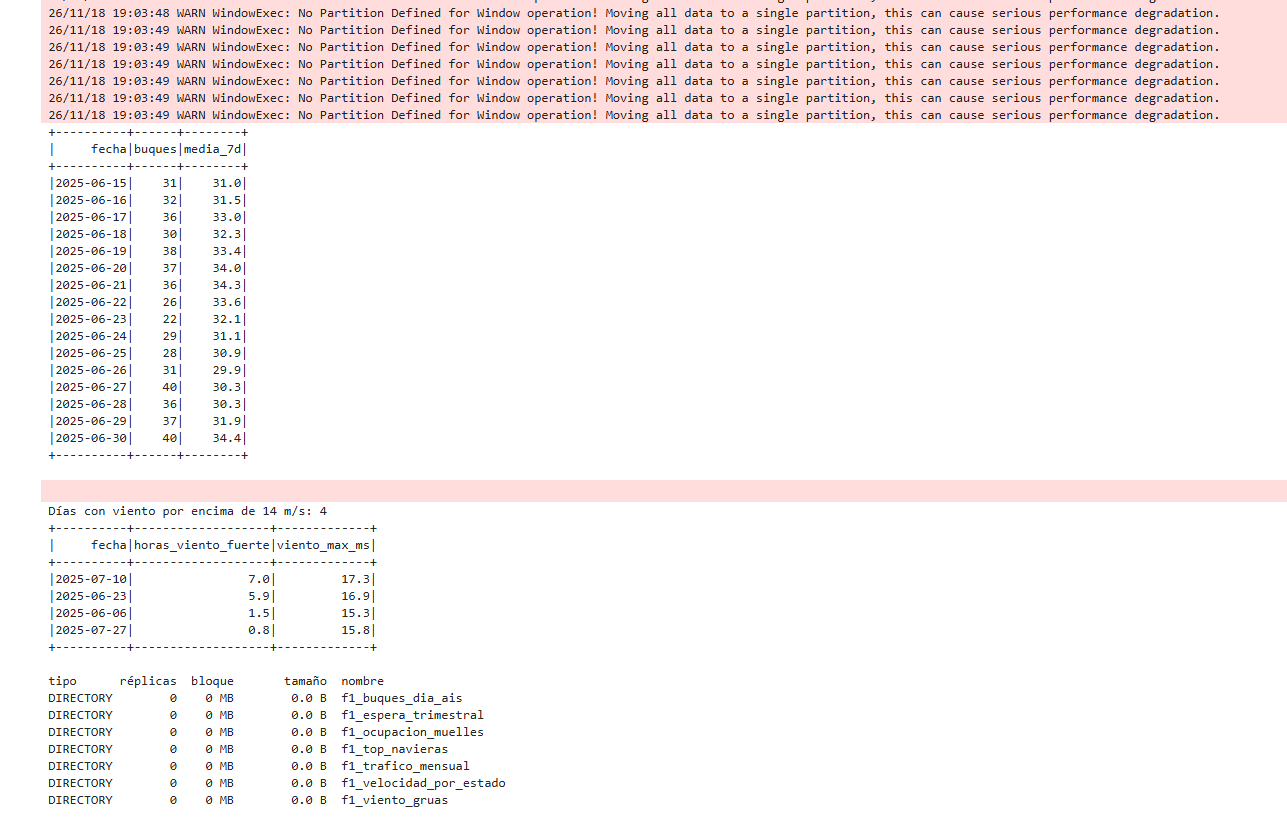 26/11/18 19:03:48 WARN WindowExec: No Partition Defined for Window operation! Moving all data to a single partition, this can cause serious performance degradation.
26/11/18 19:03:49 WARN WindowExec: No Partition Defined for Window operation! Moving all data to a single partition, this can cause serious performance degradation.
26/11/18 19:03:49 WARN WindowExec: No Partition Defined for Window operation! Moving all data to a single partition, this can cause serious performance degradation.
26/11/18 19:03:49 WARN WindowExec: No Partition Defined for Window operation! Moving all data to a single partition, this can cause serious performance degradation.
26/11/18 19:03:49 WARN WindowExec: No Partition Defined for Window operation! Moving all data to a single partition, this can cause serious performance degradation.
26/11/18 19:03:49 WARN WindowExec: No Partition Defined for Window operation! Moving all data to a single partition, this can cause serious performance degradation.
26/11/18 19:03:49 WARN WindowExec: No Partition Defined for Window operation! Moving all data to a single partition, this can cause serious performance degradation.
+----------+------+--------+
|     fecha|buques|media_7d|
+----------+------+--------+
|2025-06-15|    31|    31.0|
|2025-06-16|    32|    31.5|
|2025-06-17|    36|    33.0|
|2025-06-18|    30|    32.3|
|2025-06-19|    38|    33.4|
|2025-06-20|    37|    34.0|
|2025-06-21|    36|    34.3|
|2025-06-22|    26|    33.6|
|2025-06-23|    22|    32.1|
|2025-06-24|    29|    31.1|
|2025-06-25|    28|    30.9|
|2025-06-26|    31|    29.9|
|2025-06-27|    40|    30.3|
|2025-06-28|    36|    30.3|
|2025-06-29|    37|    31.9|
|2025-06-30|    40|    34.4|
+----------+------+--------+
Días con viento por encima de 14 m/s: 4
+----------+-------------------+-------------+
|     fecha|horas_viento_fuerte|viento_max_ms|
+----------+-------------------+-------------+
|2025-07-10|                7.0|         17.3|
|2025-06-23|                5.9|         16.9|
|2025-06-06|                1.5|         15.3|
|2025-07-27|                0.8|         15.8|
+----------+-------------------+-------------+
tipo      réplicas  bloque       tamaño  nombre
DIRECTORY        0    0 MB        0.0 B  f1_buques_dia_ais
DIRECTORY        0    0 MB        0.0 B  f1_espera_trimestral
DIRECTORY        0    0 MB        0.0 B  f1_ocupacion_muelles
DIRECTORY        0    0 MB        0.0 B  f1_top_navieras
DIRECTORY        0    0 MB        0.0 B  f1_trafico_mensual
DIRECTORY        0    0 MB        0.0 B  f1_velocidad_por_estado
DIRECTORY        0    0 MB        0.0 B  f1_viento_gruas